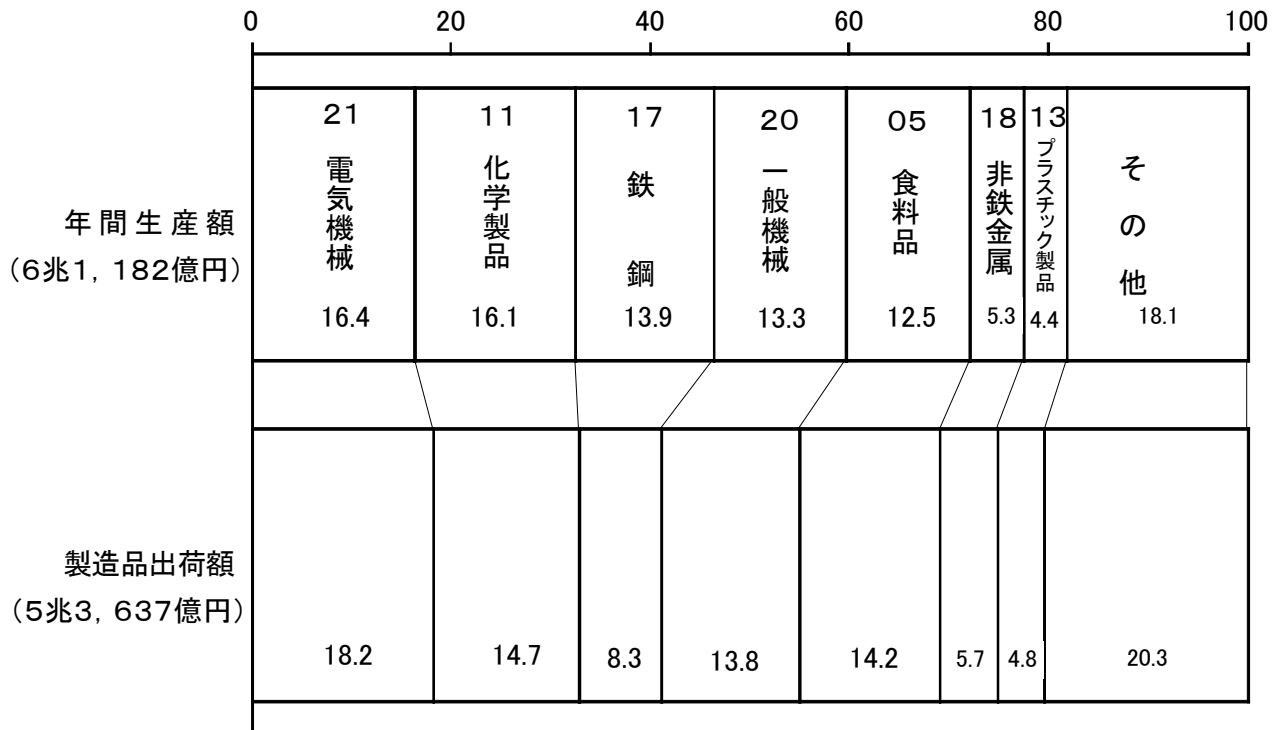 0 20 40 60 80 100
21 11 17 20 05 18 13
電気機械 化学製品 鉄鋼 一般機械 食料品 非鉄金属 プラスチック製品 その他
年間生産額
（6兆1，182億円）
16.4 16.1 13.9 13.3 12.5 5.3 4.4 18.1
製造品出荷額
（5兆3，637億円）
18.2 14.7 8.3 13.8 14.2 5.7 4.8 20.3